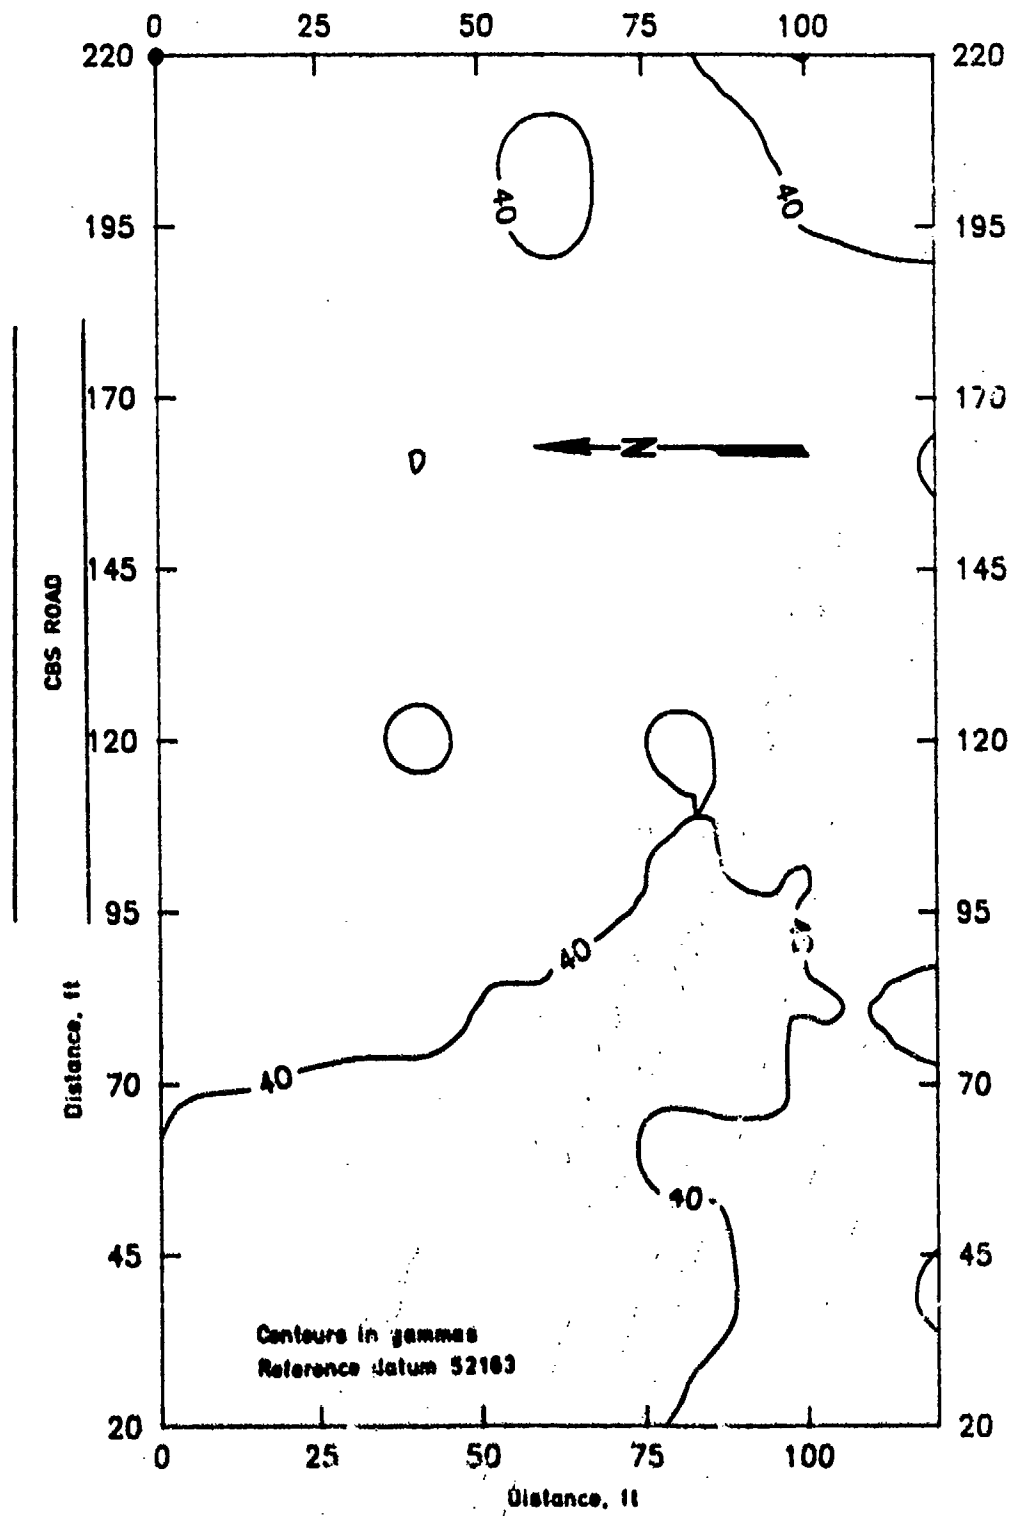 0 25 50 75 100
220 220
40
40
195 195
170 170
N
145 145
CBS ROAD
120 120
95 95
40
Distance, ft
40
70 70
40
45 45
Contours in gammas
Reference datum 52163
20 20
0 25 50 75 100
Distance, ft